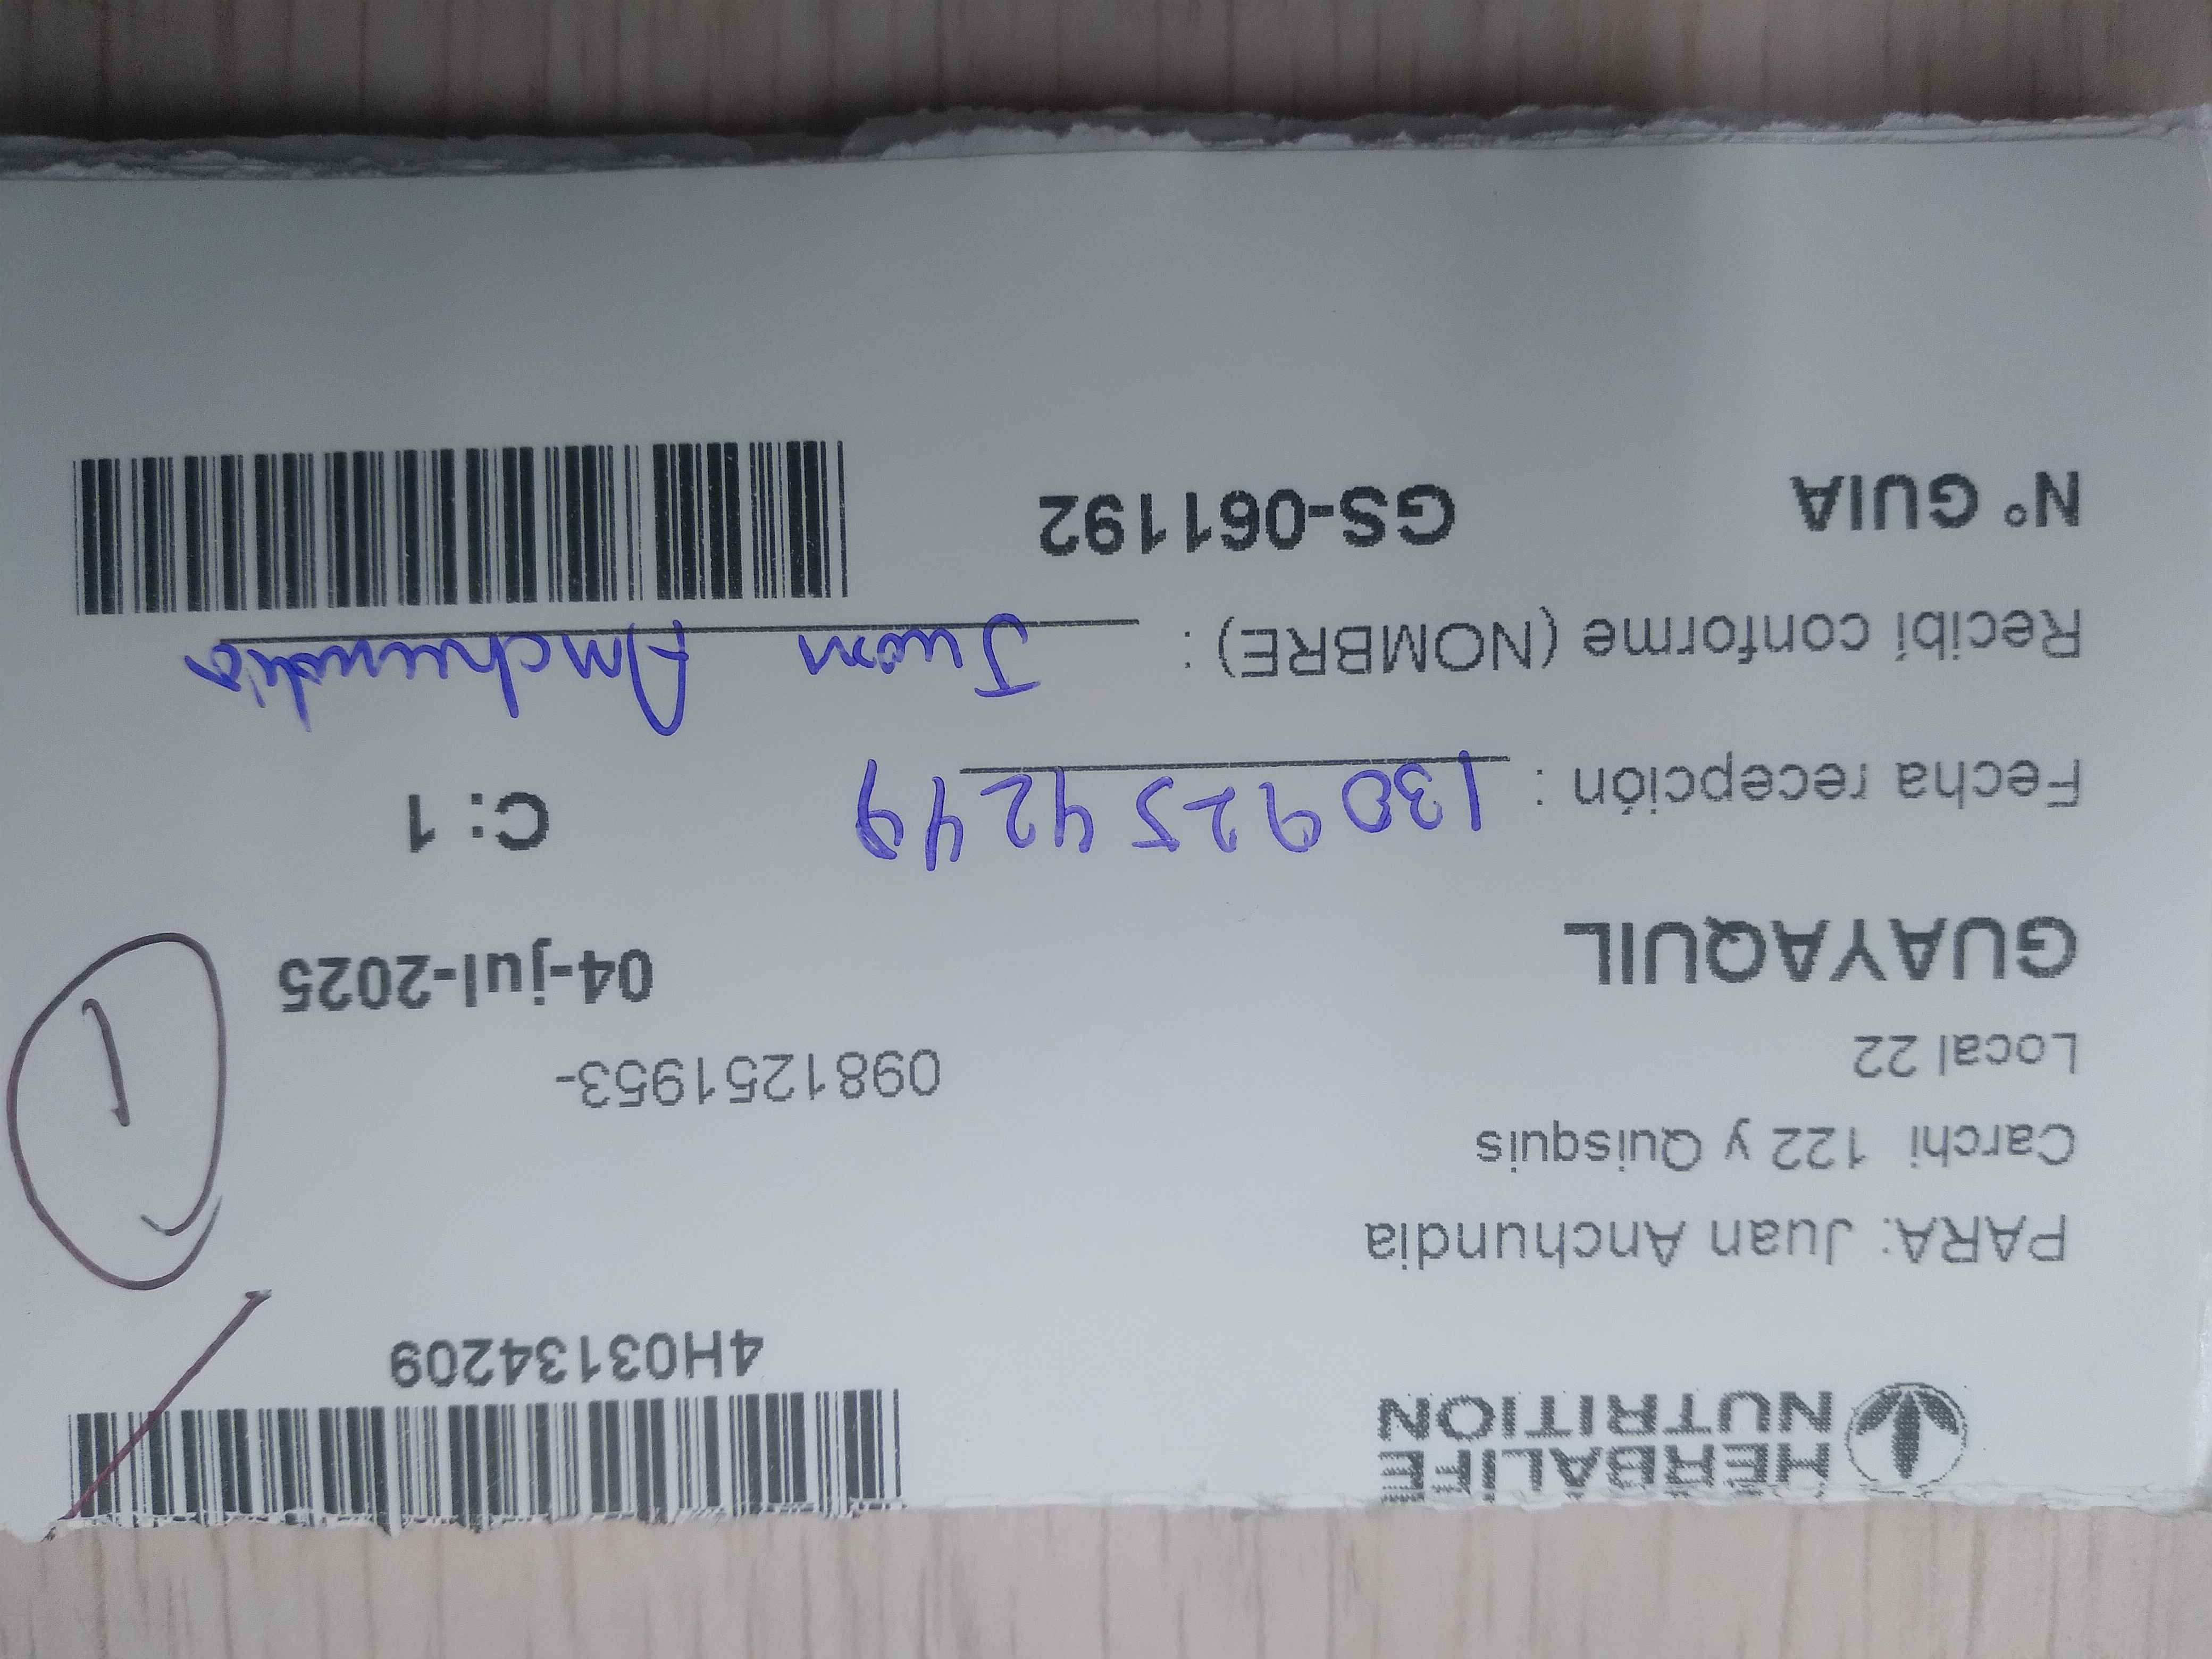 HERBALIFE
NUTRITION
4H03134209
PARA: Juan Anchundia
Carchi 122 y Quisquis
Local 22
0981251953-
GUAYAQUIL
04-jul-2025
1
Fecha recepción : 1309254249
C: 1
Recibí conforme (NOMBRE) : Juan Anchundia
N° GUIA GS-061192